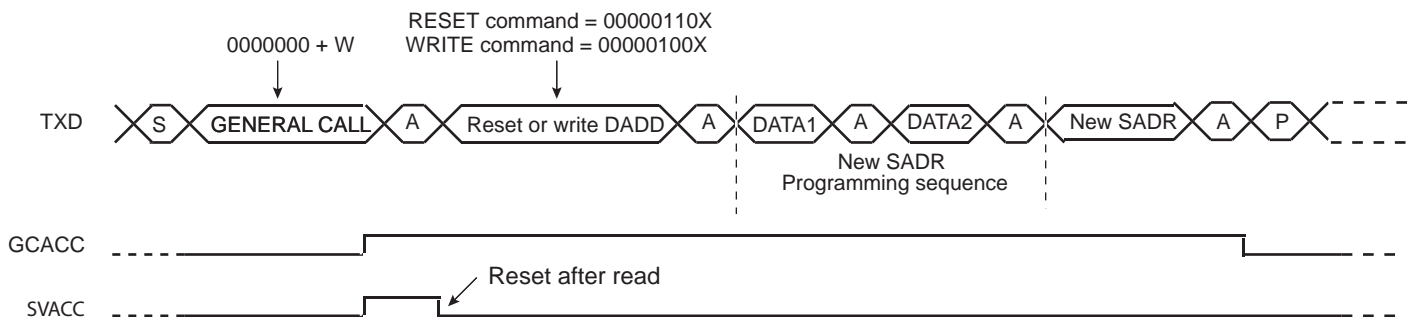 RESET command = 00000110X
0000000 + W
WRITE command = 00000100X
TXD
S
GENERAL CALL
A
Reset or write DADD
A
DATA1
A
DATA2
A
New SADR
A
P
New SADR
Programming sequence
GCACC
Reset after read
SVACC